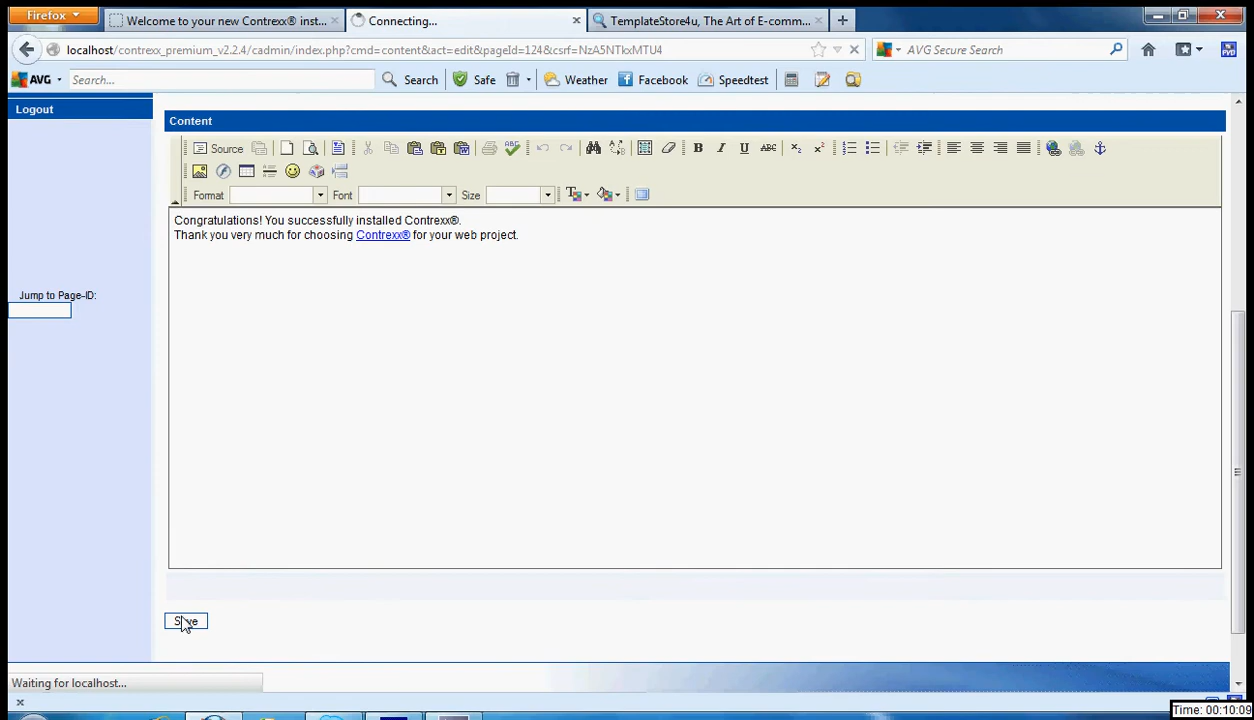 Firefox
Welcome to your new Contrexx® inst...
Connecting...
TemplateStore4u, The Art of E-comm...
localhost/contrexx_premium_v2.2.4/cadmin/index.php?cmd=content&act=edit&pageId=124&csrf=NzA5NTkxMTU4
AVG Secure Search
FVD
AVG
Search...
Search
Safe
Weather
Facebook
Speedtest
Logout
Content
Source
B I U ABC
Format
Font
Size
Congratulations! You successfully installed Contrexx®.
Thank you very much for choosing Contrexx® for your web project.
Jump to Page-ID:
Save
Waiting for localhost...
Time: 00:10:09